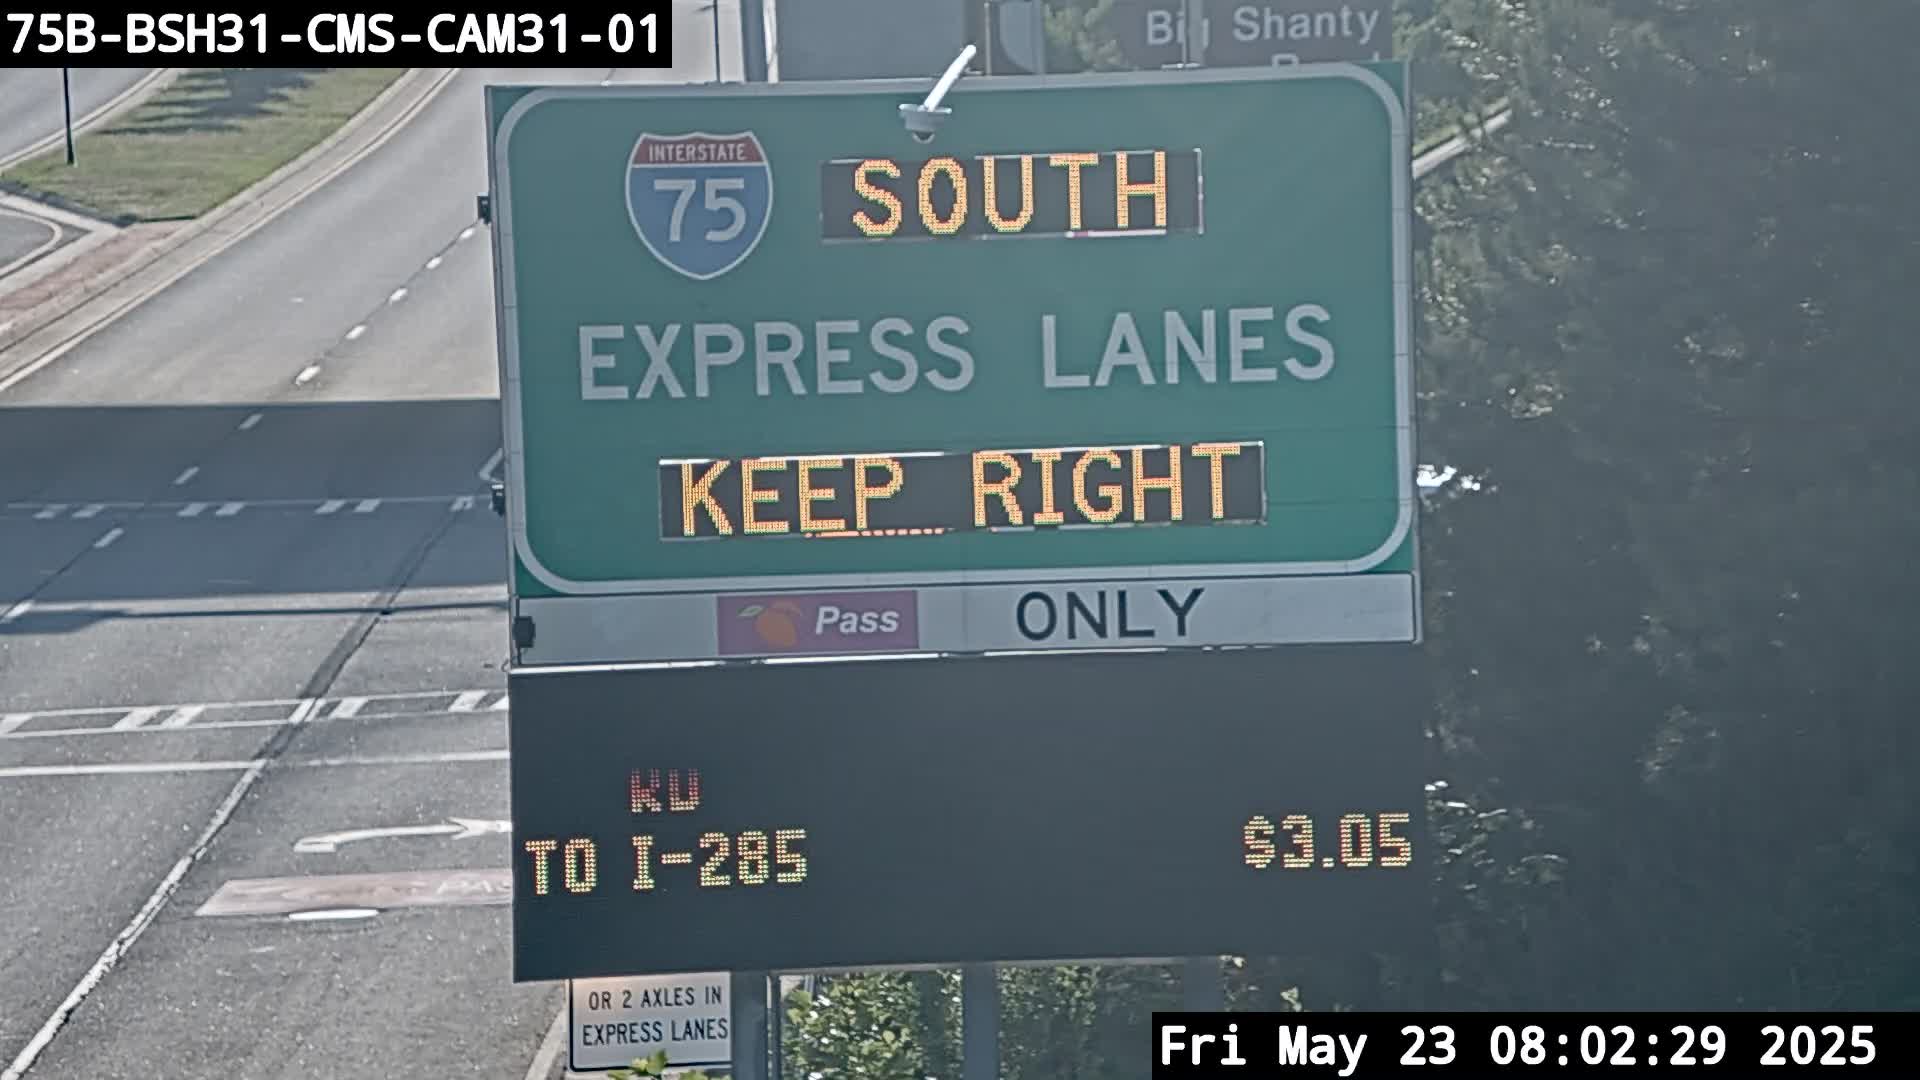 75B-BSH31-CMS-CAM31-01
Big Shanty
INTERSTATE
75
SOUTH
EXPRESS LANES
KEEP RIGHT
Pass ONLY
TO I-285 $3.05
OR 2 AXLES IN
EXPRESS LANES
Fri May 23 08:02:29 2025